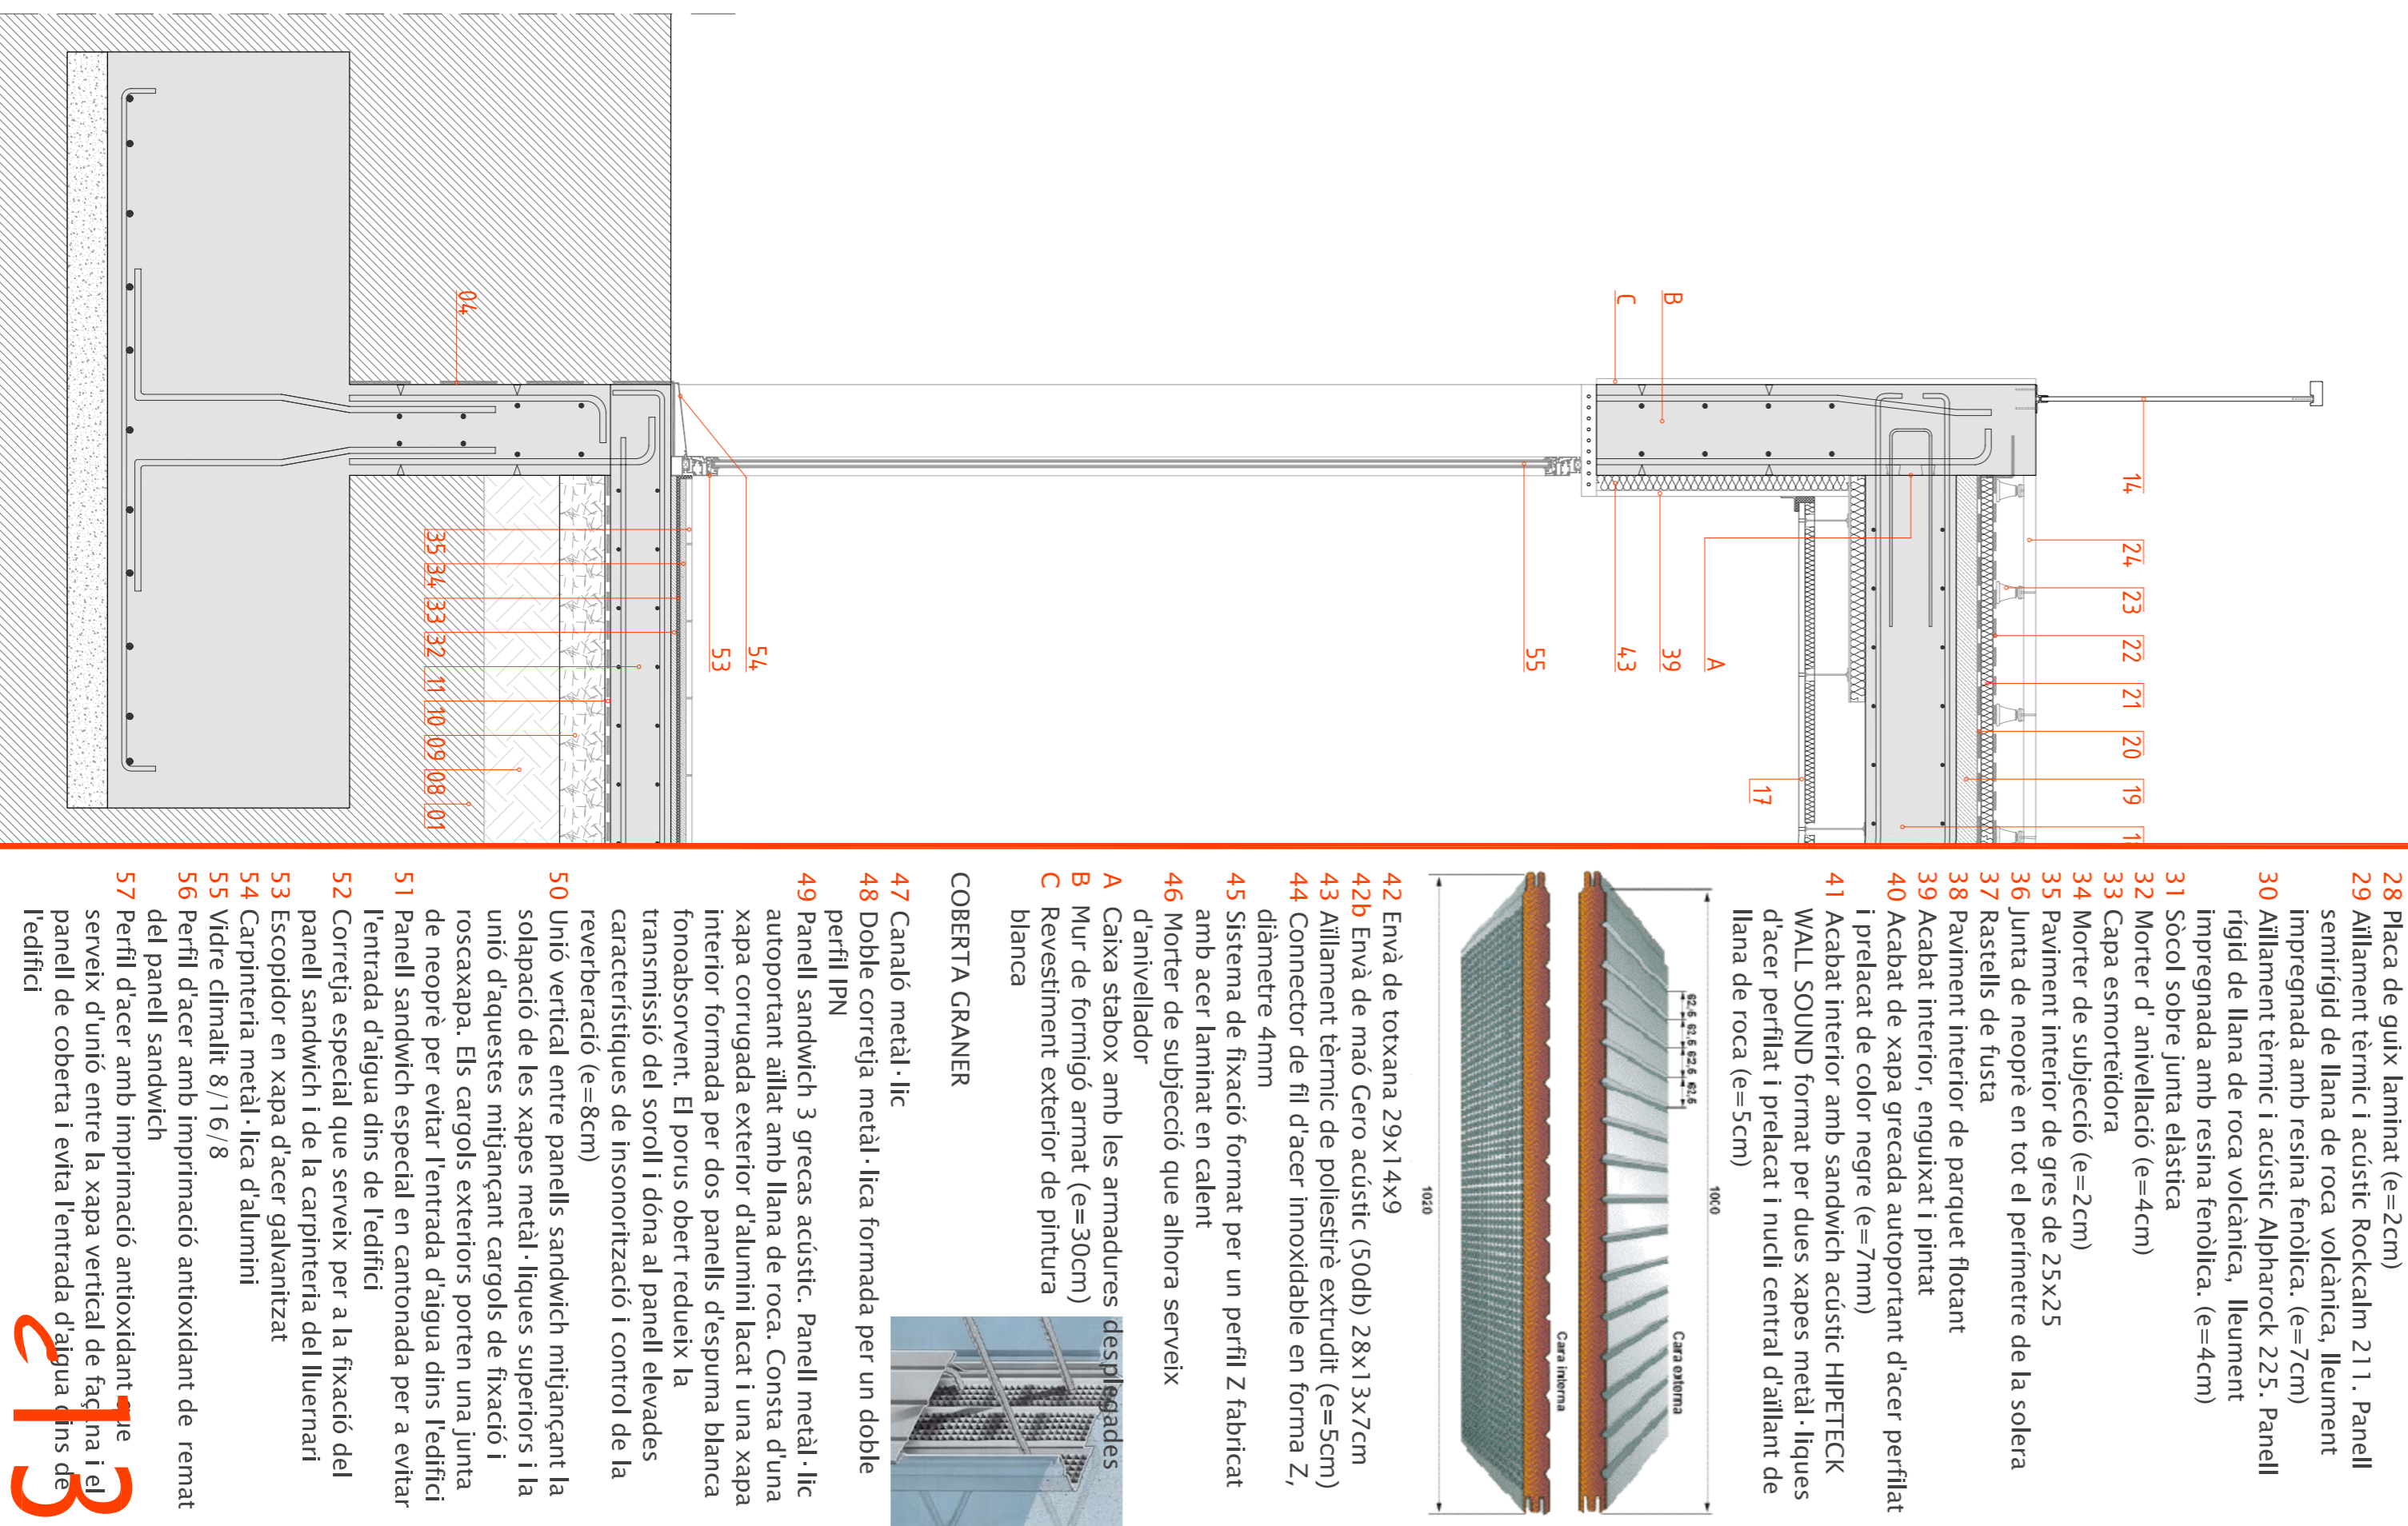 28 Placa de guix laminat (e=2cm)
29 Aïllament tèrmic i acústic Rockcalm 211. Panell
semirígid de llana de roca volcànica, lleument
impregnada amb resina fenòlica. (e=7cm)
30 Aïllament tèrmic i acústic Alpharock 225. Panell
rígid de llana de roca volcànica, lleument
impregnada amb resina fenòlica. (e=4cm)
31 Sòcol sobre junta elàstica
32 Morter d' anivellació (e=4cm)
33 Capa esmorteïdora
34 Morter de subjecció (e=2cm)
35 Paviment interior de gres de 25x25
36 Junta de neoprè en tot el perímetre de la solera
37 Rastells de fusta
38 Paviment interior de parquet flotant
39 Acabat interior, enguixat i pintat
40 Acabat de xapa grecada autoportant d'acer perfilat
i prelacat de color negre (e=7mm)
41 Acabat interior amb sandwich acústic HIPETECK
WALL SOUND format per dues xapes metàl·liques
d'acer perfilat i prelacat i nucli central d'aïllant de
llana de roca (e=5cm)
1000
62,5 62,5 62,5 62,5
Cara externa
Cara interna
1020
42 Envà de totxana 29x14x9
42b Envà de maó Gero acústic (50db) 28x13x7cm
43 Aïllament tèrmic de poliestirè extrudit (e=5cm)
44 Connector de fil d'acer innoxidable en forma Z,
diàmetre 4mm
45 Sistema de fixació format per un perfil Z fabricat
amb acer laminat en calent
46 Morter de subjecció que alhora serveix
d'anivellador
A Caixa stabox amb les armadures desplegades
B Mur de formigó armat (e=30cm)
C Revestiment exterior de pintura
blanca
COBERTA GRANER
47 Canaló metàl·lic
48 Doble corretja metàl·lica formada per un doble
perfil IPN
49 Panell sandwich 3 grecas acústic. Panell metàl·lic
autoportant aïllat amb llana de roca. Consta d'una
xapa corrugada exterior d'alumini lacat i una xapa
interior formada per dos panells d'espuma blanca
fonoabsorvent. El porus obert redueix la
transmissió del soroll i dóna al panell elevades
característiques de insonorització i control de la
reverberació (e=8cm)
50 Unió vertical entre panells sandwich mitjançant la
solapació de les xapes metàl·liques superiors i la
unió d'aquestes mitjançant cargols de fixació i
roscaxapa. Els cargols exteriors porten una junta
de neoprè per evitar l'entrada d'aigua dins l'edifici
51 Panell sandwich especial en cantonada per a evitar
l'entrada d'aigua dins de l'edifici
52 Corretja especial que serveix per a la fixació del
panell sandwich i de la carpinteria del lluernari
53 Escopidor en xapa d'acer galvanitzat
54 Carpinteria metàl·lica d'alumini
55 Vidre climalit 8/16/8
56 Perfil d'acer amb imprimació antioxidant de remat
del panell sandwich
57 Perfil d'acer amb imprimació antioxidant que
serveix d'unió entre la xapa vertical de façana i el
panell de coberta i evita l'entrada d'aigua dins de
l'edifici
14
24
23
22
21
20
19
B
C
A
39
43
17
55
54
53
04
35
34
33
32
11
10
09
08
01
e|13